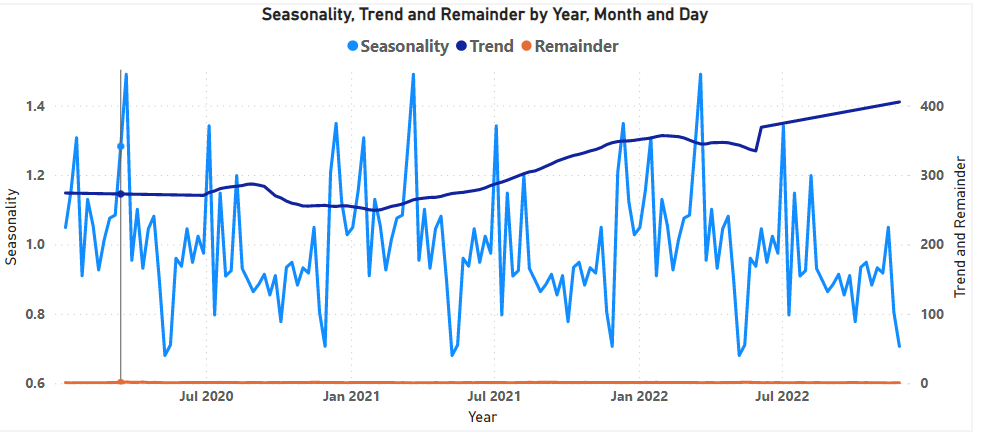 Seasonality, Trend and Remainder by Year, Month and Day
Seasonality Trend Remainder
1.4 400
1.2 300
1.0 200
0.8 100
0.6 0
Seasonality
Trend and Remainder
Jul 2020 Jan 2021 Jul 2021 Jan 2022 Jul 2022
Year